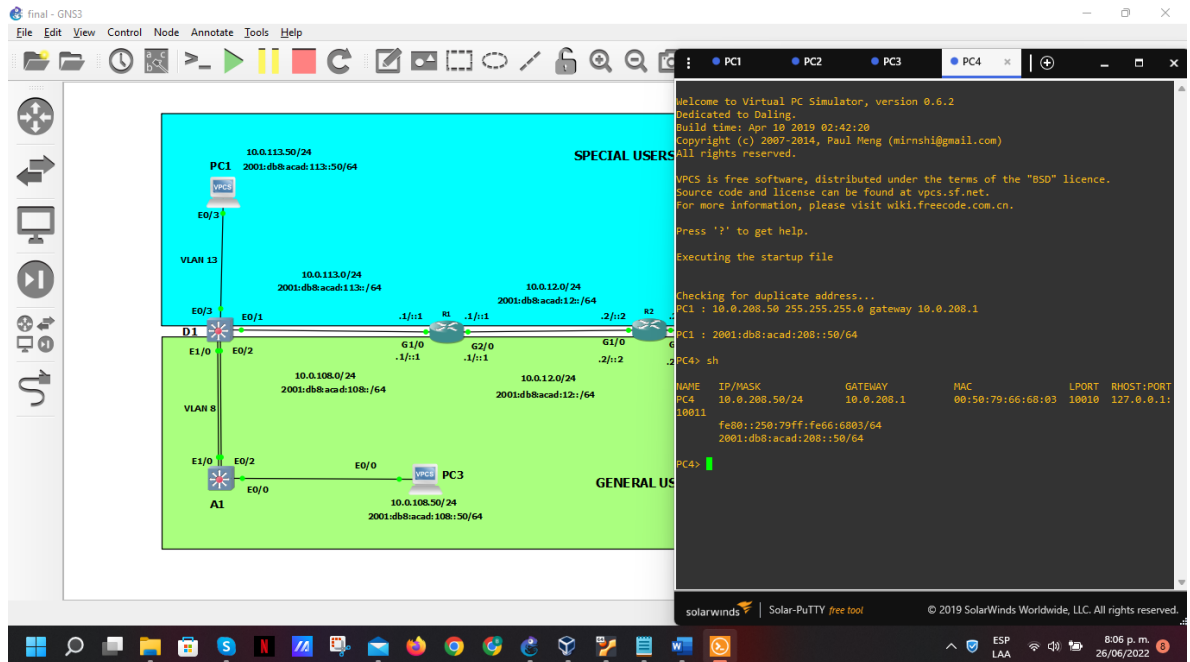 final - GNS3
File Edit View Control Node Annotate Tools Help
10.0.113.50/24
PC1 2001:db8:acad:113::50/64
VPCS
E0/3
SPECIAL USERS
VLAN 13
10.0.113.0/24
2001:db8:acad:113::/64
10.0.12.0/24
2001:db8:acad:12::/64
E0/3
D1 E0/1 .1/::1 R1 .1/::1 .2/::2 R2
E1/0 E0/2 G1/0 G2/0 G1/0
.1/::1 .1/::1 .2/::2
10.0.108.0/24
2001:db8:acad:108::/64
10.0.12.0/24
2001:db8:acad:12::/64
VLAN 8
E1/0 E0/2
E0/0
E0/0
A1
VPCS PC3
10.0.108.50/24
2001:db8:acad:108::50/64
GENERAL US
PC1 PC2 PC3 PC4
Welcome to Virtual PC Simulator, version 0.6.2
Dedicated to Daling.
Build time: Apr 10 2019 02:42:20
Copyright (c) 2007-2014, Paul Meng (mirnshi@gmail.com)
All rights reserved.
VPCS is free software, distributed under the terms of the "BSD" licence.
Source code and license can be found at vpcs.sf.net.
For more information, please visit wiki.freecode.com.cn.
Press '?' to get help.
Executing the startup file
Checking for duplicate address...
PC1 : 10.0.208.50 255.255.255.0 gateway 10.0.208.1
PC1 : 2001:db8:acad:208::50/64
PC4> sh
NAME IP/MASK GATEWAY MAC LPORT RHOST:PORT
PC4 10.0.208.50/24 10.0.208.1 00:50:79:66:68:03 10010 127.0.0.1:
10011
fe80::250:79ff:fe66:6803/64
2001:db8:acad:208::50/64
PC4>
solarwinds Solar-PuTTY free tool © 2019 SolarWinds Worldwide, LLC. All rights reserved.
ESP
LAA
8:06 p. m.
26/06/2022
8